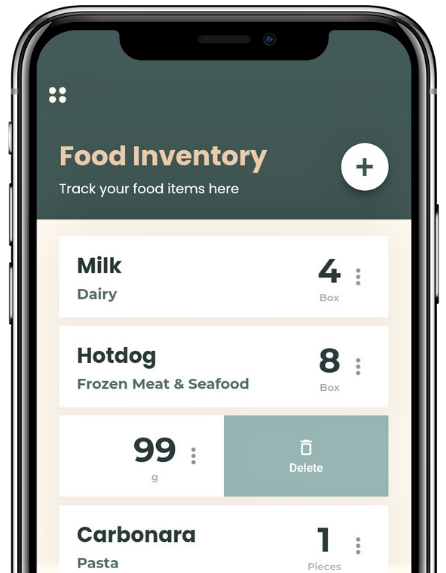 Food Inventory
Track your food items here
+
Milk
Dairy
4
Box
Hotdog
Frozen Meat & Seafood
8
Box
99
g
Delete
Carbonara
Pasta
1
Pieces